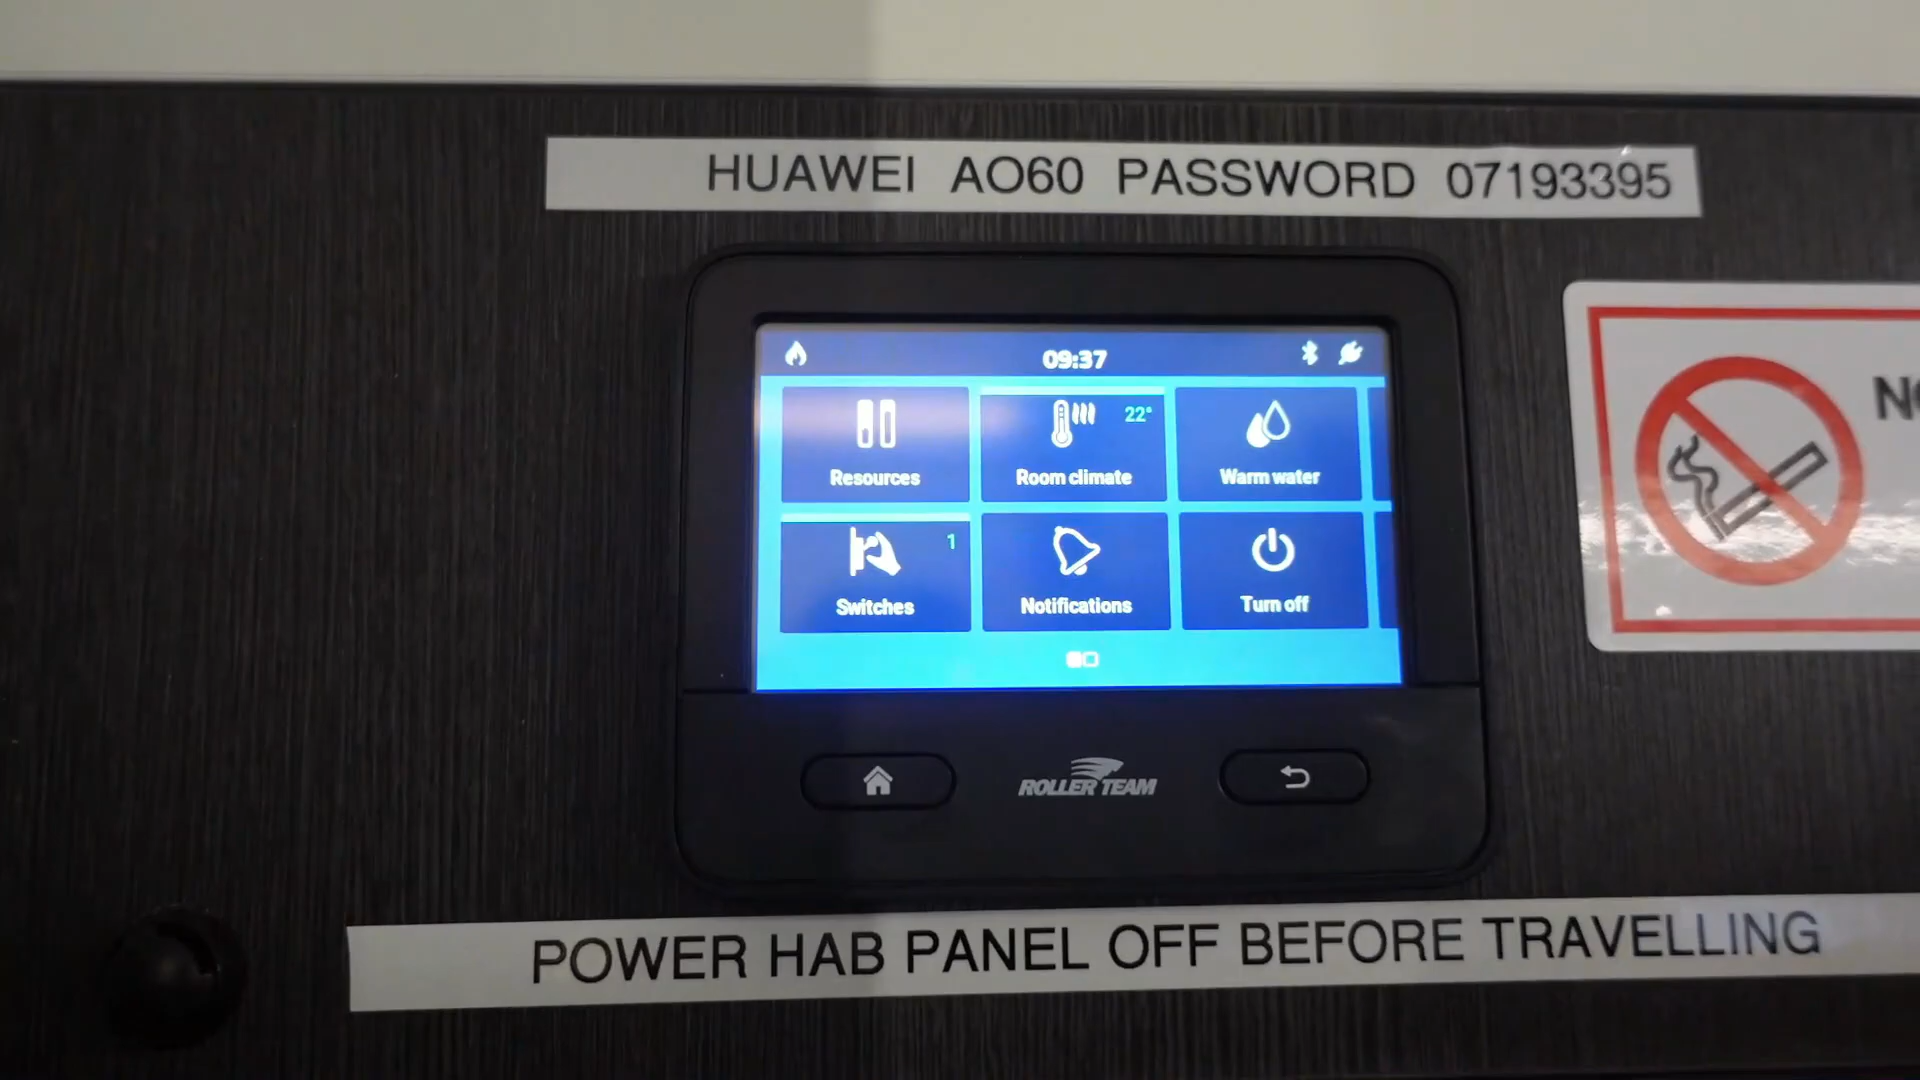 HUAWEI AO60 PASSWORD 07193395
09:37
Resources
22°
Room climate
Warm water
1
Switches
Notifications
Turn off
ROLLER TEAM
POWER HAB PANEL OFF BEFORE TRAVELLING